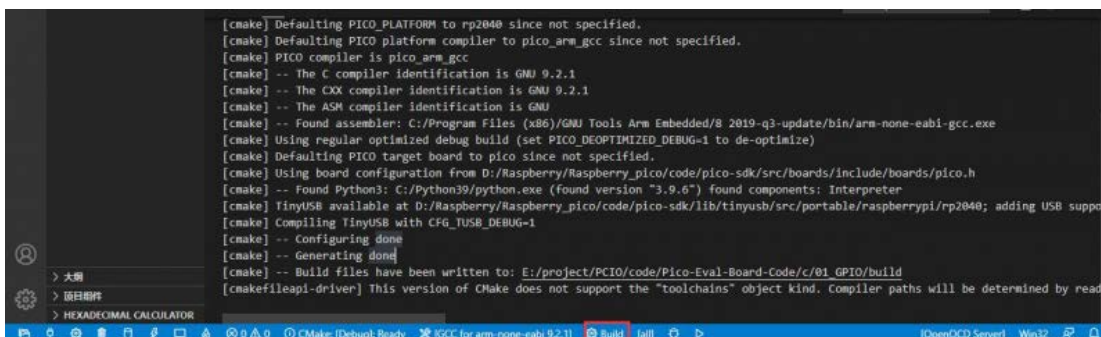 [cmake] Defaulting PICO_PLATFORM to rp2040 since not specified.
[cmake] Defaulting PICO platform compiler to pico_arm_gcc since not specified.
[cmake] PICO compiler is pico_arm_gcc
[cmake] -- The C compiler identification is GNU 9.2.1
[cmake] -- The CXX compiler identification is GNU 9.2.1
[cmake] -- The ASM compiler identification is GNU
[cmake] -- Found assembler: C:/Program Files (x86)/GNU Tools Arm Embedded/8 2019-q3-update/bin/arm-none-eabi-gcc.exe
[cmake] Using regular optimized debug build (set PICO_DEOPTIMIZED_DEBUG=1 to de-optimize)
[cmake] Defaulting PICO target board to pico since not specified.
[cmake] Using board configuration from D:/Raspberry/Raspberry_pico/code/pico-sdk/src/boards/include/boards/pico.h
[cmake] -- Found Python3: C:/Python39/python.exe (found version "3.9.6") found components: Interpreter
[cmake] TinyUSB available at D:/Raspberry/Raspberry_pico/code/pico-sdk/lib/tinyusb/src/portable/raspberrypi/rp2040; adding USB suppo
[cmake] Compiling TinyUSB with CFG_TUSB_DEBUG=1
[cmake] -- Configuring done
[cmake] -- Generating done
[cmake] -- Build files have been written to: E:/project/PCIO/code/Pico-Eval-Board-Code/c/01_GPIO/build
[cmakefileapi-driver] This version of CMake does not support the "toolchains" object kind. Compiler paths will be determined by read
> 大纲
> 项目组件
> HEXADECIMAL CALCULATOR
0 0 CMake: [Debug]: Ready [GCC for arm-none-eabi 9.2.1] Build [all] [OpenOCD Server] Win32